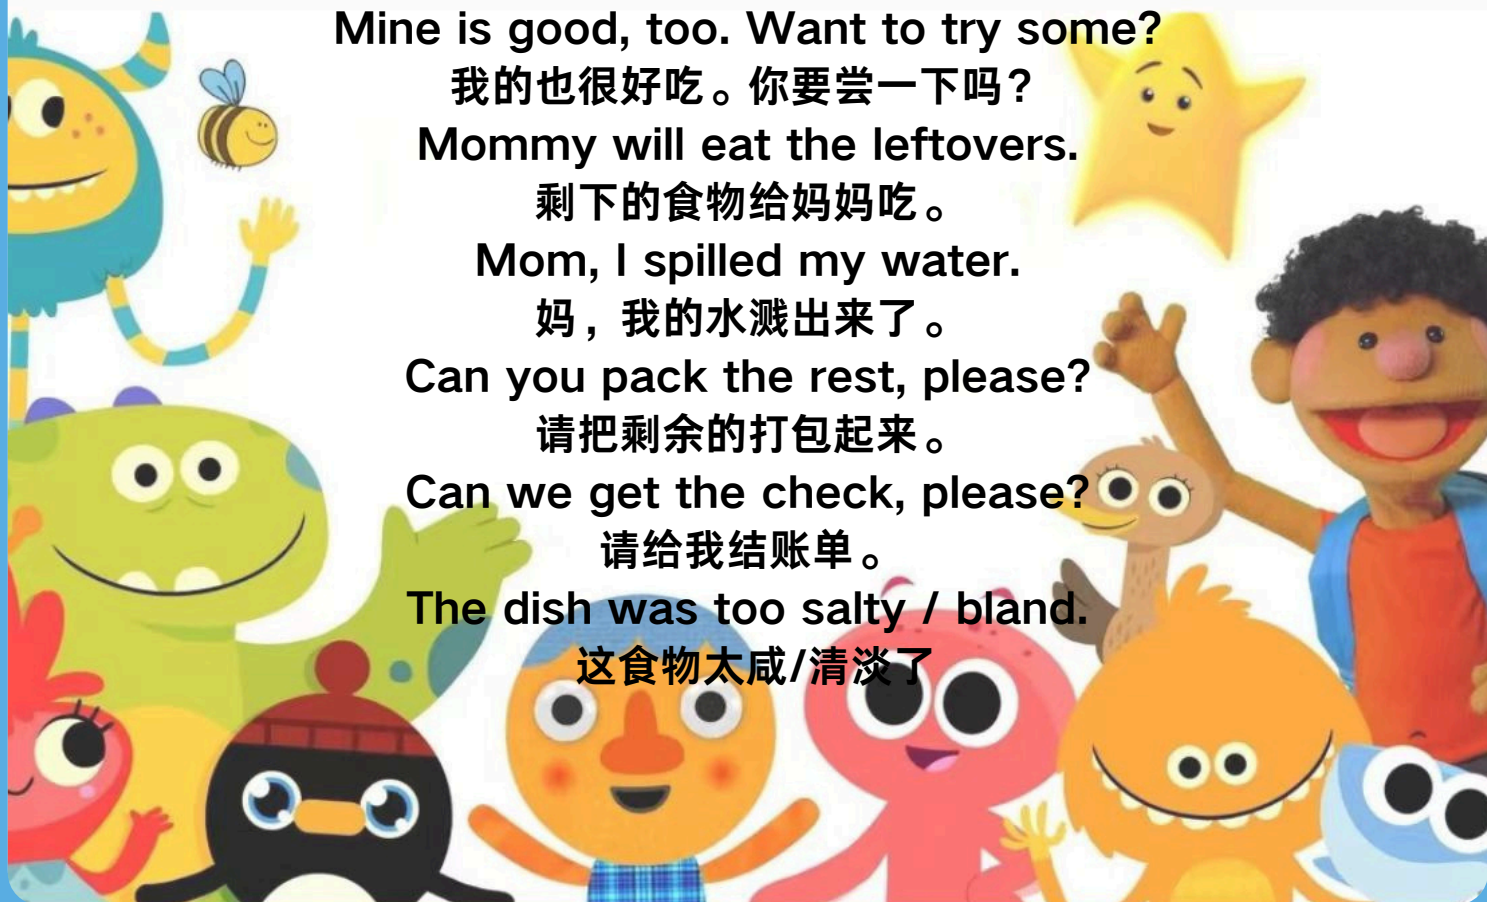 Mine is good, too. Want to try some?
我的也很好吃。你要尝一下吗？
Mommy will eat the leftovers.
剩下的食物给妈妈吃。
Mom, I spilled my water.
妈，我的水溅出来了。
Can you pack the rest, please?
请把剩余的打包起来。
Can we get the check, please?
请给我结账单。
The dish was too salty / bland.
这食物太咸/清淡了